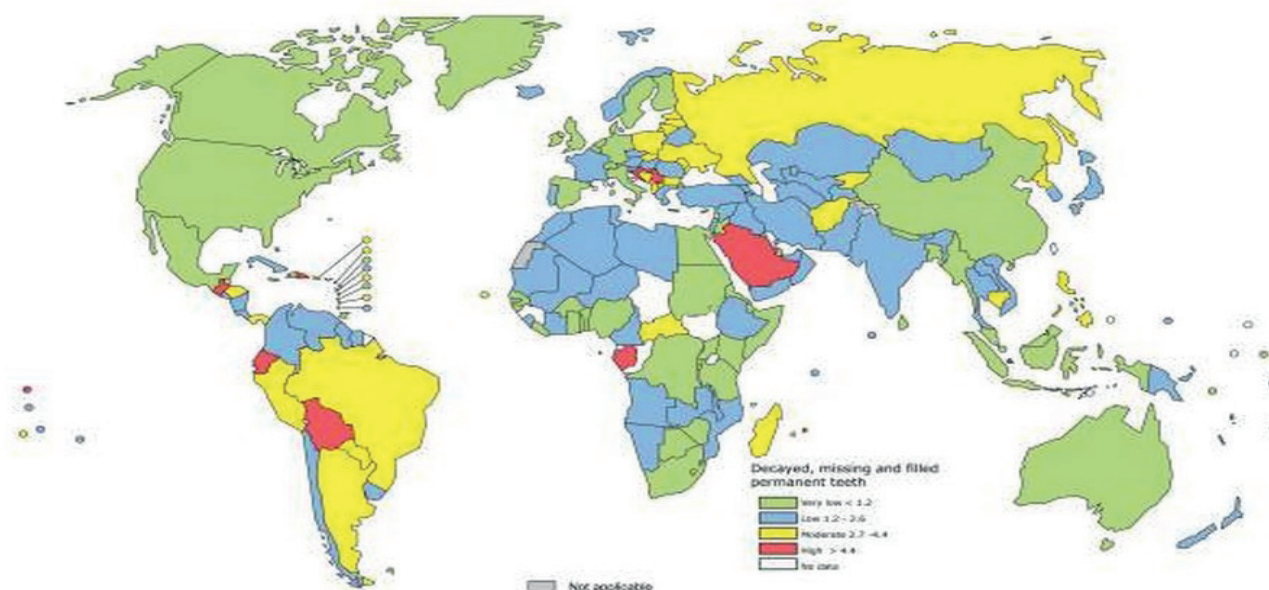 Decayed, missing and filled
permanent teeth
Very low < 1.2
Low 1.2 - 2.6
Moderate 2.7 -4.4
High > 4.4
No data
Not applicable